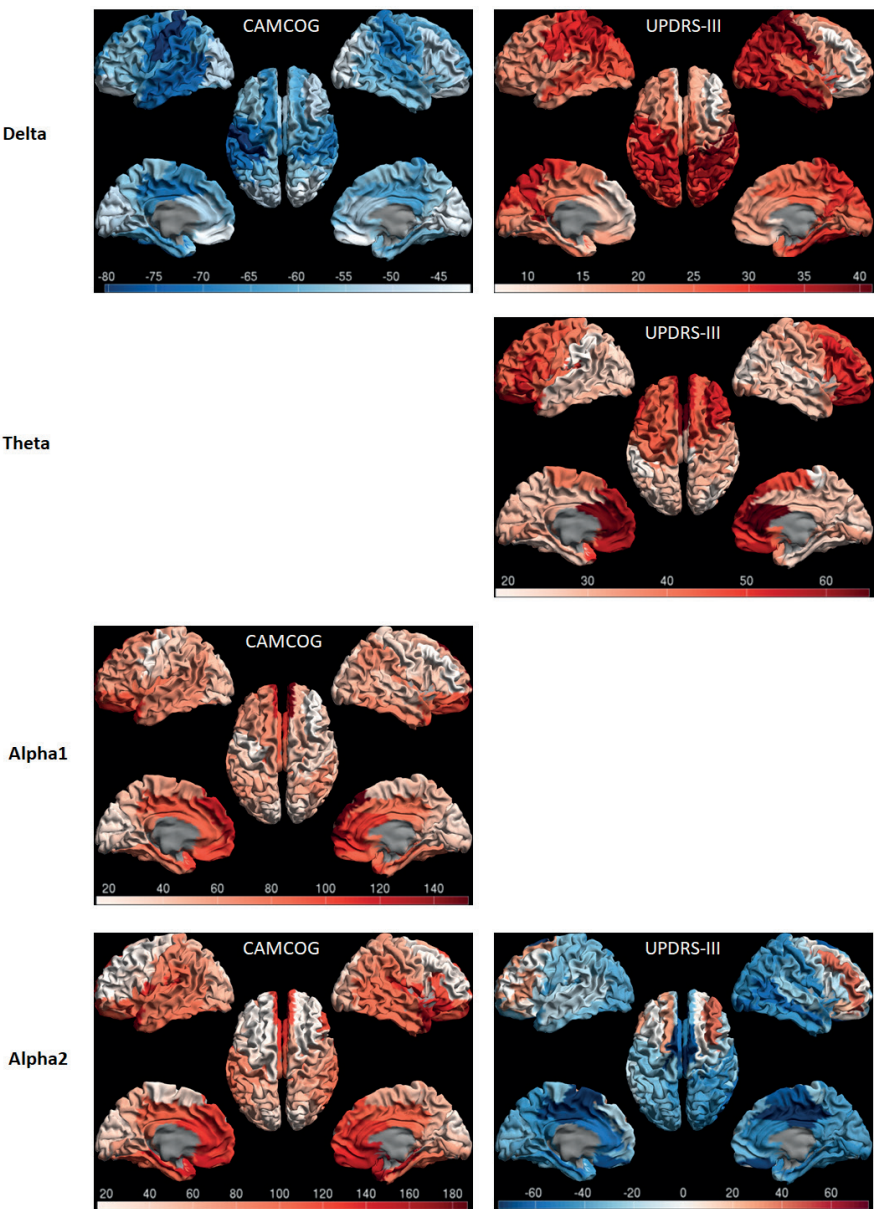 CAMCOG UPDRS-III
Delta
-80 -75 -70 -65 -60 -55 -50 -45 10 15 20 25 30 35 40
UPDRS-III
Theta
20 30 40 50 60
CAMCOG
Alpha1
20 40 60 80 100 120 140
CAMCOG UPDRS-III
Alpha2
20 40 60 80 100 120 140 160 180 -60 -40 -20 0 20 40 60